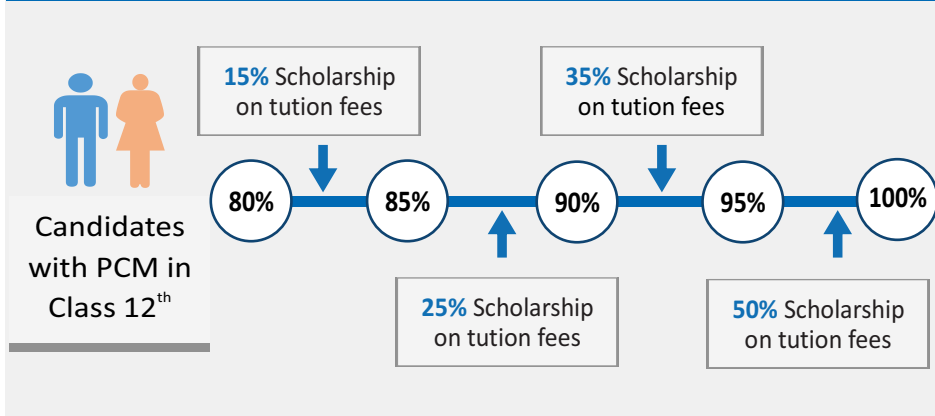 15% Scholarship
on tution fees
35% Scholarship
on tution fees
80%
85%
90%
95%
100%
Candidates
with PCM in
Class 12th
25% Scholarship
on tution fees
50% Scholarship
on tution fees